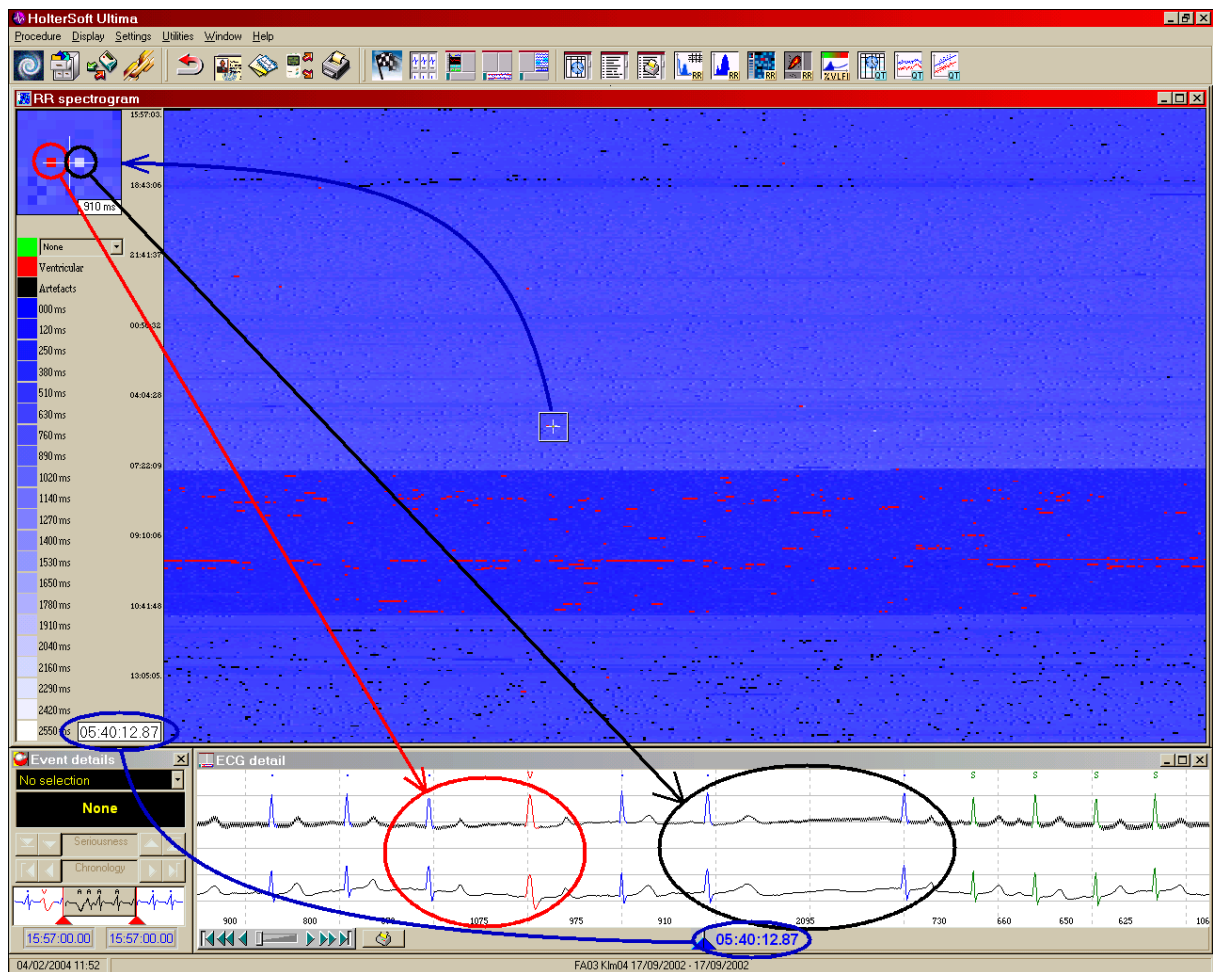 HolterSoft Ultima
Procedure Display Settings Utilities Window Help
RR RR RR RR %VLF/F QT QT QT
RR spectrogram
15:57:03.
18:43:06
910 ms
None
21:41:37
Ventricular
Artefacts
000 ms
120 ms
00:56:32
250 ms
380 ms
510 ms
04:04:28
630 ms
760 ms
890 ms
07:22:09
1020 ms
1140 ms
1270 ms
1400 ms
09:10:06
1530 ms
1650 ms
1780 ms
10:41:48
1910 ms
2040 ms
2160 ms
13:05:05.
2290 ms
2420 ms
2550 ms
05:40:12.87
Event details
No selection
None
Seriousness
Chronology
V A A A A
15:57:00.00 15:57:00.00
ECG detail
V S S S S
900 800 1075 975 910 2095 730 660 650 625 106
05:40:12.87
04/02/2004 11:52
FA03 Klm04 17/09/2002 - 17/09/2002